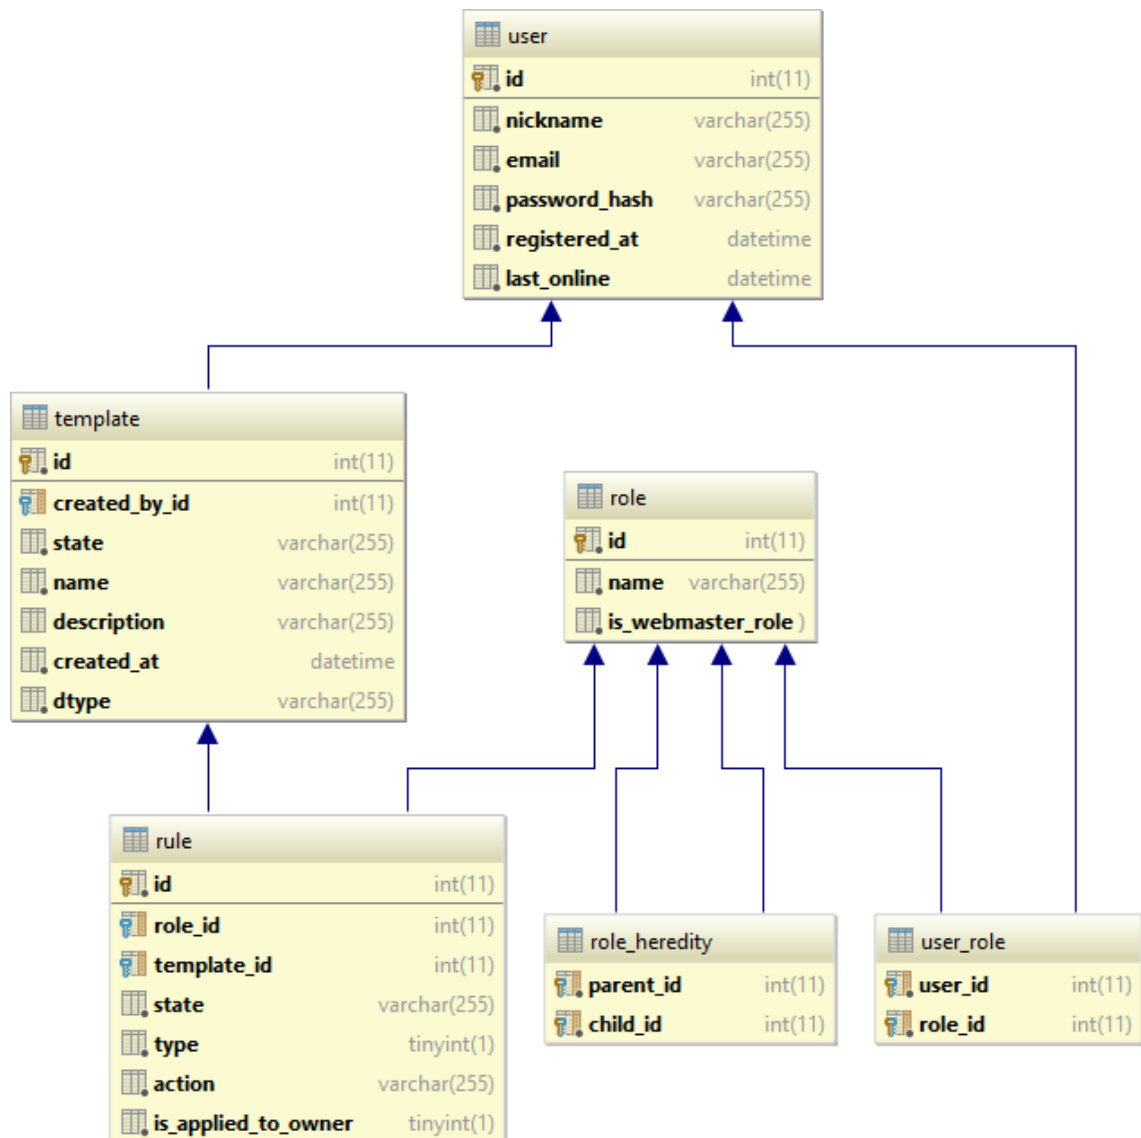 user
id int(11)
nickname varchar(255)
email varchar(255)
password_hash varchar(255)
registered_at datetime
last_online datetime
template
id int(11)
created_by_id int(11)
state varchar(255)
name varchar(255)
description varchar(255)
created_at datetime
dtype varchar(255)
role
id int(11)
name varchar(255)
is_webmaster_role )
rule
id int(11)
role_id int(11)
template_id int(11)
state varchar(255)
type tinyint(1)
action varchar(255)
is_applied_to_owner tinyint(1)
role_heredity
parent_id int(11)
child_id int(11)
user_role
user_id int(11)
role_id int(11)